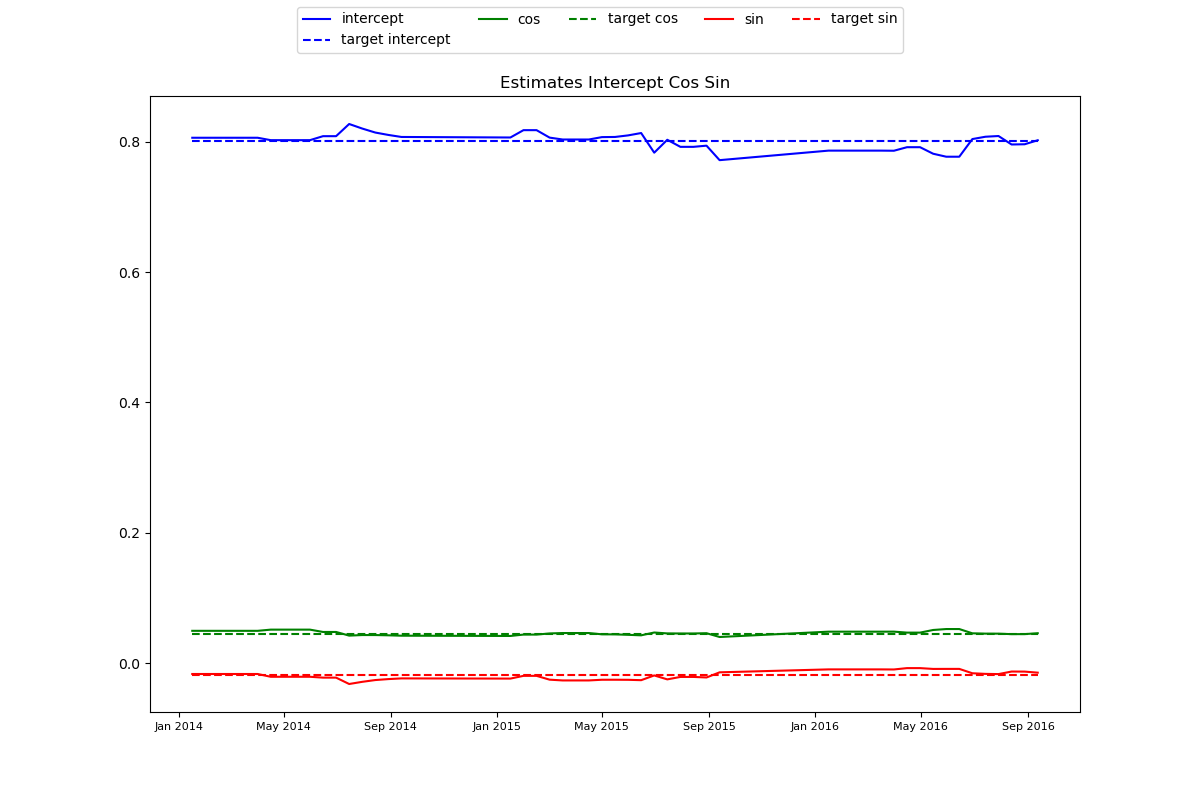 intercept cos target cos sin target sin
target intercept
Estimates Intercept Cos Sin
0.8
0.6
0.4
0.2
0.0
Jan 2014 May 2014 Sep 2014 Jan 2015 May 2015 Sep 2015 Jan 2016 May 2016 Sep 2016